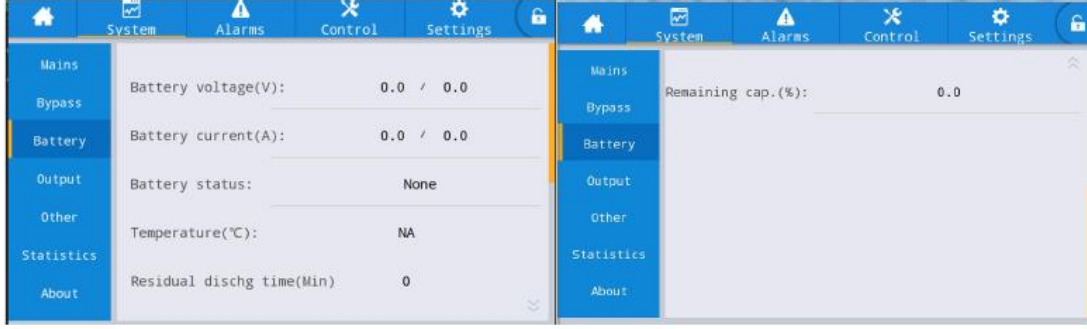 System Alarms Control Settings
Mains
Bypass
Battery
Output
Other
Statistics
About
Battery voltage(V): 0.0 / 0.0
Battery current(A): 0.0 / 0.0
Battery status: None
Temperature(℃): NA
Residual dischg time(Min) 0
System Alarms Control Settings
Mains
Bypass
Battery
Output
Other
Statistics
About
Remaining cap.(%): 0.0